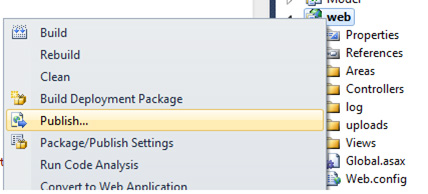 Model
web
Build
Properties
Rebuild
References
Clean
Areas
Build Deployment Package
Controllers
Publish...
log
uploads
Package/Publish Settings
Views
Run Code Analysis
Global.asax
Convert to Web Application
Web.config